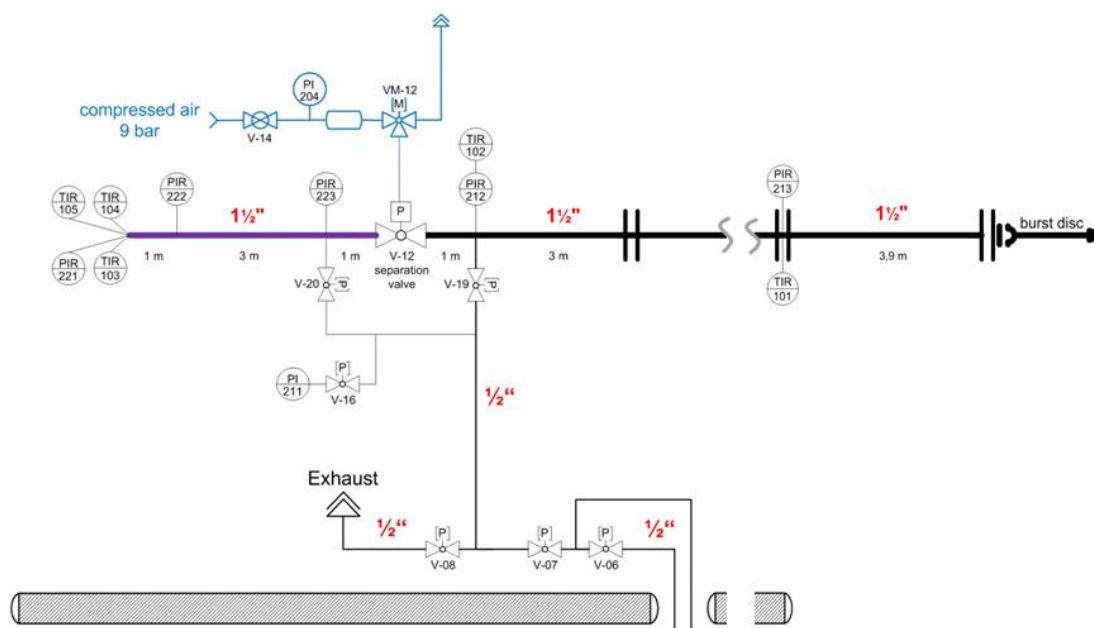 compressed air
9 bar
PI
204
VM-12
M
V-14
TIR
102
TIR
105
TIR
104
PIR
222
PIR
223
PIR
212
PIR
213
1½"
1½"
1½"
P
burst disc
PIR
221
TIR
103
1 m
3 m
1 m
V-12
separation
valve
1 m
3 m
TIR
101
3,9 m
V-20
[P]
V-19
[P]
PI
211
[P]
V-16
½“
Exhaust
½“
[P]
V-08
[P]
V-07
[P]
V-06
½“